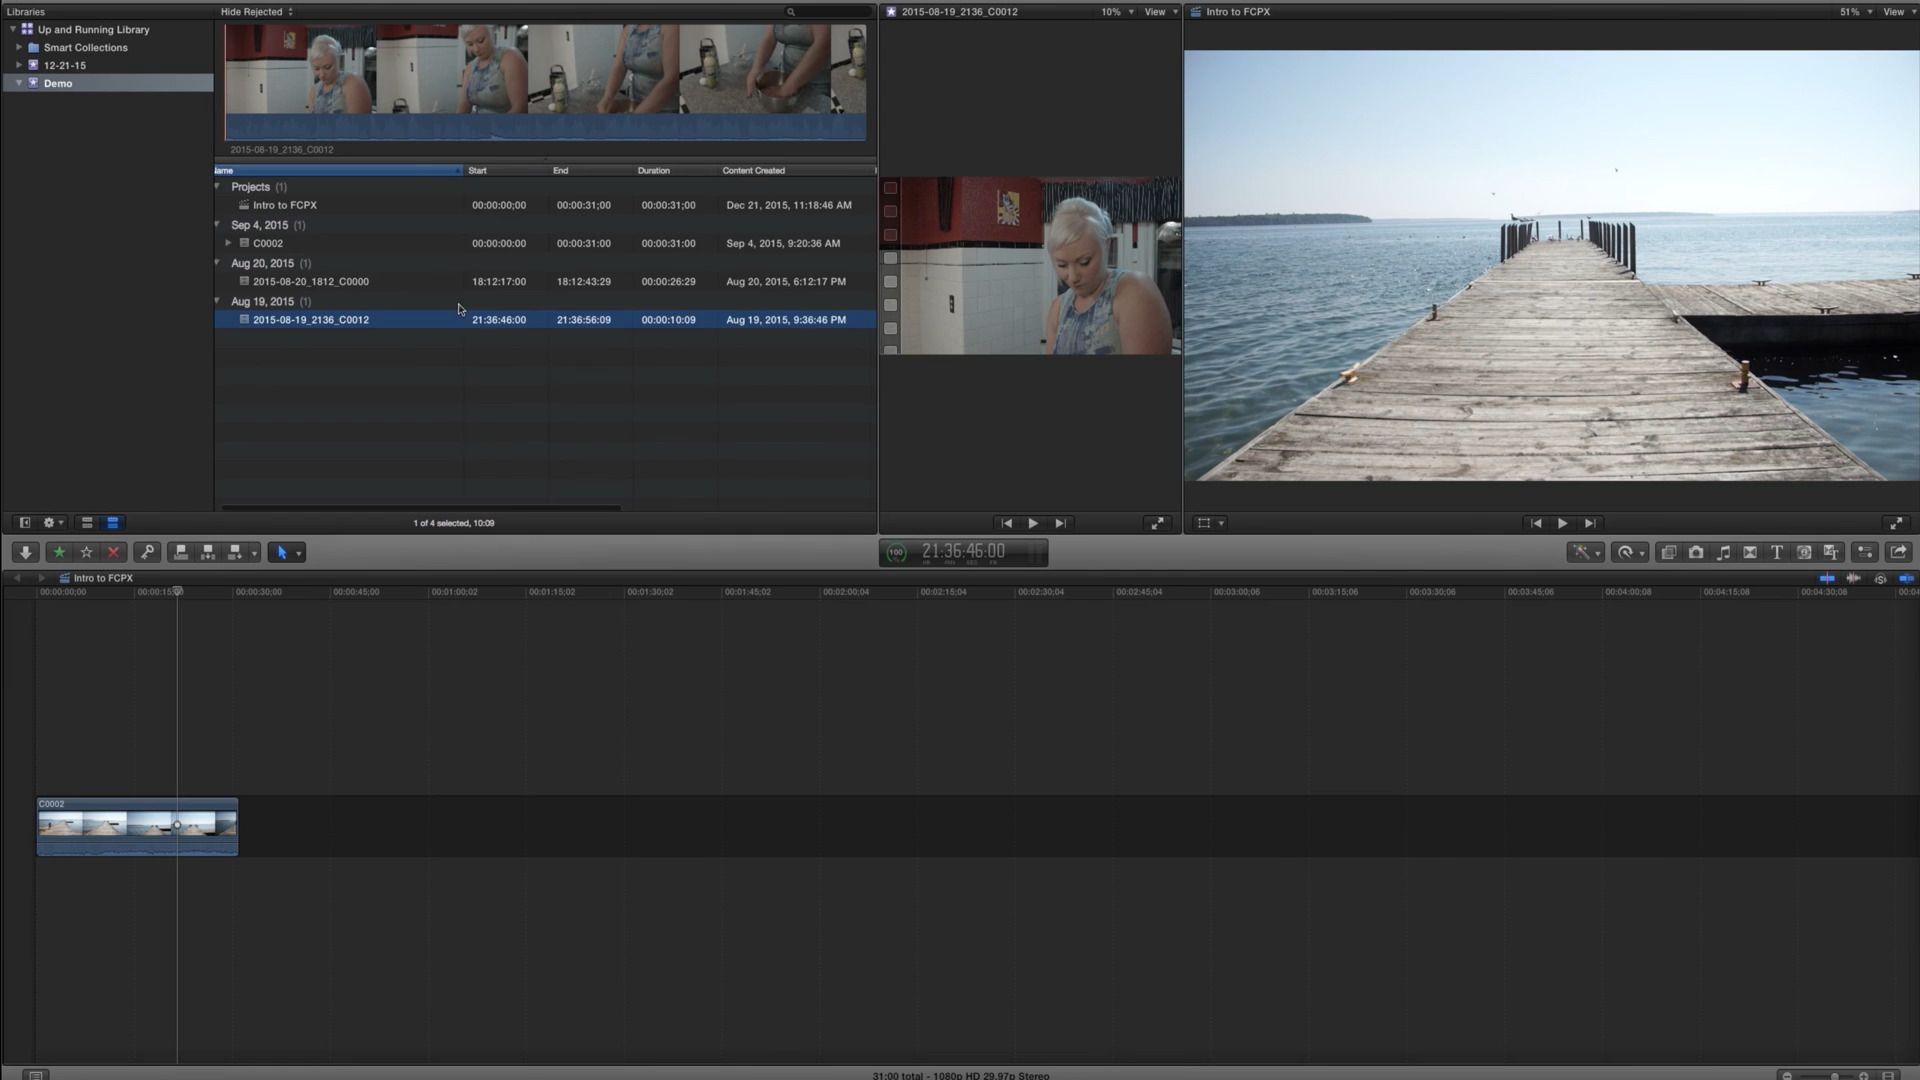 Libraries
Hide Rejected
2015-08-19_2136_C0012
10%
View
Intro to FCPX
51%
View
Up and Running Library
Smart Collections
12-21-15
Demo
2015-08-19_2136_C0012
Name Start End Duration Content Created
Projects (1)
Intro to FCPX 00:00:00;00 00:00:31;00 00:00:31;00 Dec 21, 2015, 11:18:46 AM
Sep 4, 2015 (1)
C0002 00:00:00:00 00:00:31:00 00:00:31:00 Sep 4, 2015, 9:20:36 AM
Aug 20, 2015 (1)
2015-08-20_1812_C0000 18:12:17:00 18:12:43:29 00:00:26:29 Aug 20, 2015, 6:12:17 PM
Aug 19, 2015 (1)
2015-08-19_2136_C0012 21:36:46:00 21:36:56:09 00:00:10:09 Aug 19, 2015, 9:36:46 PM
1 of 4 selected, 10:09
100 21:36:46:00
HR MIN SEC FR
Intro to FCPX
00:00:00;00 00:00:15;00 00:00:30;00 00:00:45;00 00:01:00;02 00:01:15;02 00:01:30;02 00:01:45;02 00:02:00;04 00:02:15;04 00:02:30;04 00:02:45;04 00:03:00;06 00:03:15;06 00:03:30;06 00:03:45;06 00:04:00;08 00:04:15;08 00:04:30;08 00:04
C0002
31:00 total - 1080p HD 29.97p Stereo